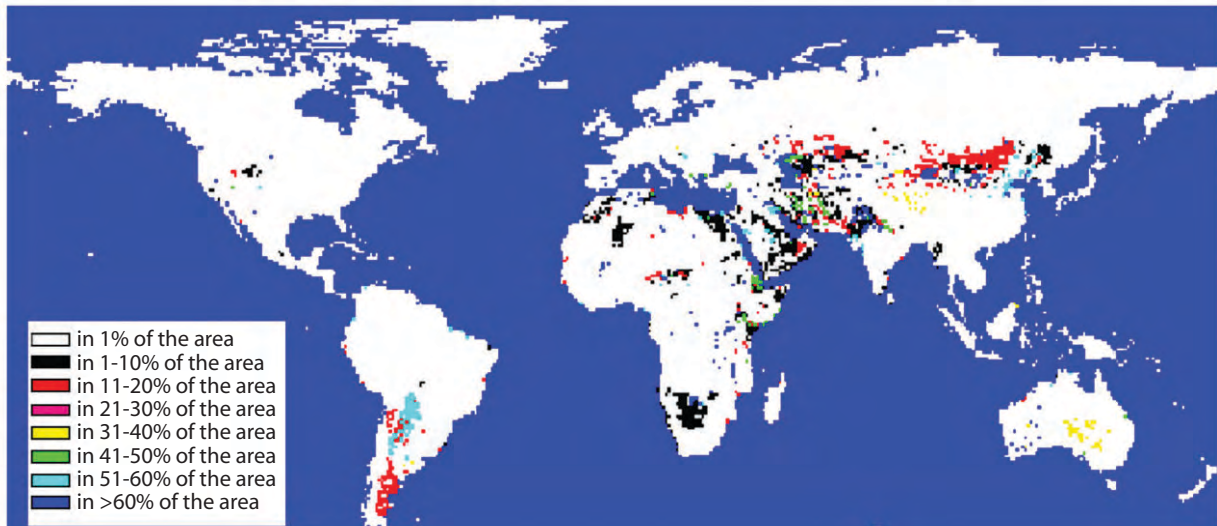 in 1% of the area
in 1-10% of the area
in 11-20% of the area
in 21-30% of the area
in 31-40% of the area
in 41-50% of the area
in 51-60% of the area
in >60% of the area